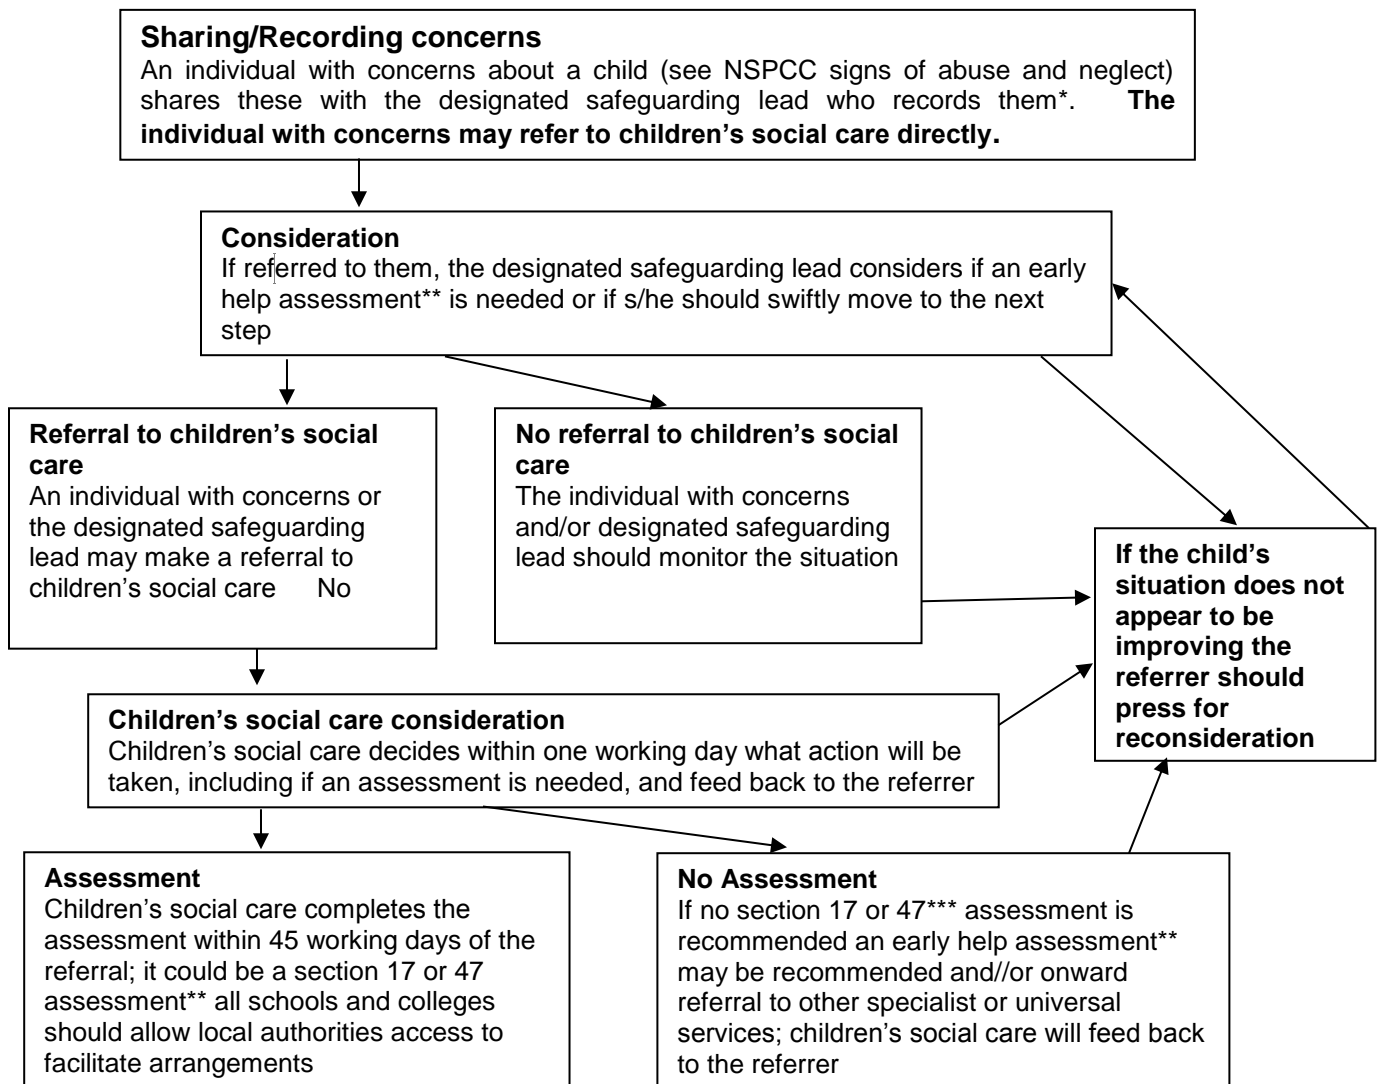 Sharing/Recording concerns
An individual with concerns about a child (see NSPCC signs of abuse and neglect)
shares these with the designated safeguarding lead who records them*. The
individual with concerns may refer to children’s social care directly.
Consideration
If referred to them, the designated safeguarding lead considers if an early
help assessment** is needed or if s/he should swiftly move to the next
step
Referral to children’s social
care
An individual with concerns or
the designated safeguarding
lead may make a referral to
children’s social care No
No referral to children’s social
care
The individual with concerns
and/or designated safeguarding
lead should monitor the situation
If the child’s
situation does not
appear to be
improving the
referrer should
press for
reconsideration
Children’s social care consideration
Children’s social care decides within one working day what action will be
taken, including if an assessment is needed, and feed back to the referrer
Assessment
Children’s social care completes the
assessment within 45 working days of the
referral; it could be a section 17 or 47
assessment** all schools and colleges
should allow local authorities access to
facilitate arrangements
No Assessment
If no section 17 or 47*** assessment is
recommended an early help assessment**
may be recommended and//or onward
referral to other specialist or universal
services; children’s social care will feed back
to the referrer